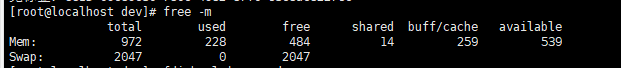 [root@localhost dev]# free -m
              total        used        free      shared  buff/cache   available
Mem:            972         228         484          14         259         539
Swap:          2047           0        2047